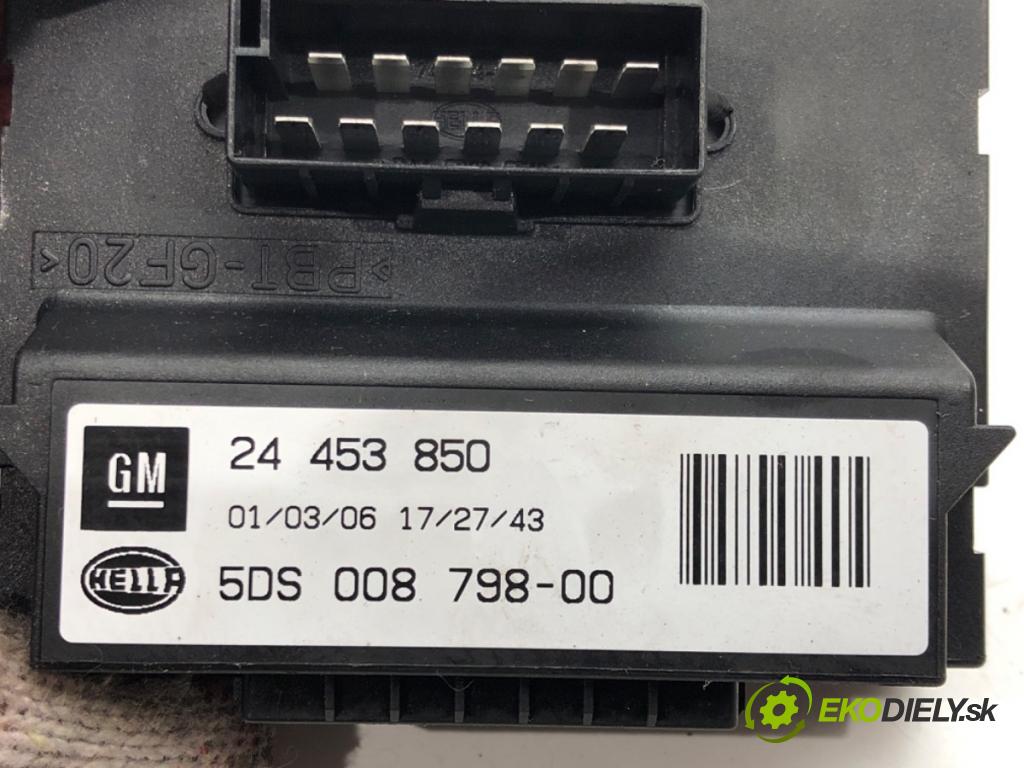 HELLA
>PBT-GF20<
GM
24 453 850
01/03/06 17/27/43
HELLA
5DS 008 798-00
EKODIELY.sk